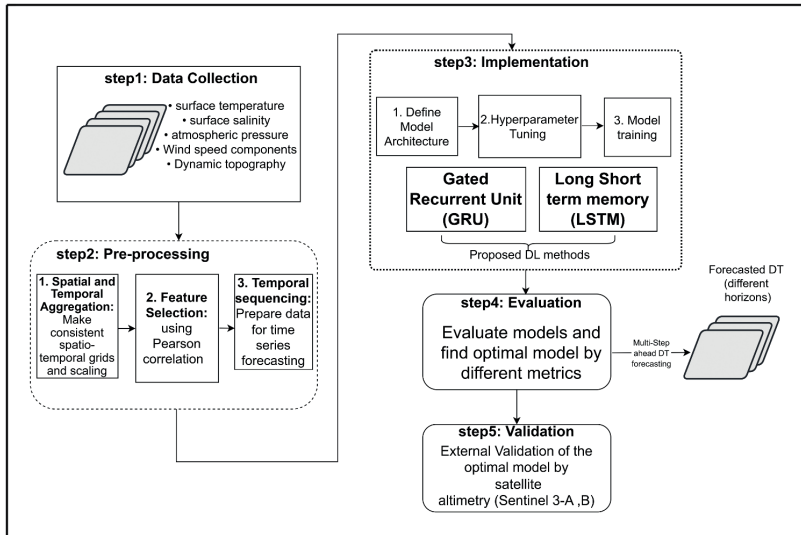 step1: Data Collection
• surface temperature
• surface salinity
• atmospheric pressure
• Wind speed components
• Dynamic topography
step2: Pre-processing
1. Spatial and
Temporal
Aggregation:
Make
consistent
spatio-
temporal grids
and scaling
2. Feature
Selection:
using
Pearson
correlation
3. Temporal
sequencing:
Prepare data
for time
series
forecasting
step3: Implementation
1. Define
Model
Architecture
2.Hyperparameter
Tuning
3. Model
training
Gated
Recurrent Unit
(GRU)
Long Short
term memory
(LSTM)
Proposed DL methods
step4: Evaluation
Evaluate models and
find optimal model by
different metrics
Multi-Step
ahead DT
forecasting
Forecasted DT
(different
horizons)
step5: Validation
External Validation of the
optimal model by
satellite
altimetry (Sentinel 3-A ,B)